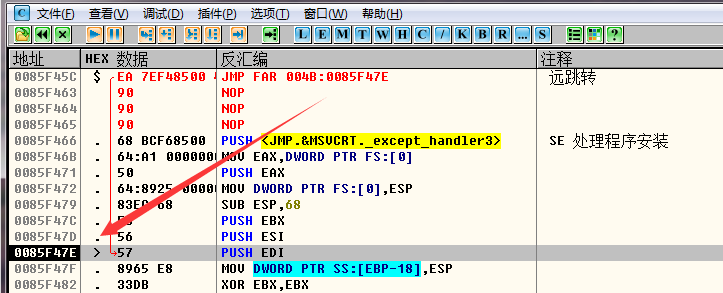 C 文件(F) 查看(V) 调试(D) 插件(P) 选项(T) 窗口(W) 帮助(H)
L E M T W H C / K B R ... S
地址 HEX 数据 反汇编 注释
0085F45C $ EA 7EF48500 JMP FAR 004B:0085F47E 远跳转
0085F463 . 90 NOP
0085F464 . 90 NOP
0085F465 . 90 NOP
0085F466 . 68 BCF68500 PUSH <JMP.&MSVCRT._except_handler3> SE 处理程序安装
0085F46B . 64:A1 0000000 MOV EAX,DWORD PTR FS:[0]
0085F471 . 50 PUSH EAX
0085F472 . 64:8925 0000 MOV DWORD PTR FS:[0],ESP
0085F479 . 83EC 68 SUB ESP,68
0085F47C . PUSH EBX
0085F47D . 56 PUSH ESI
0085F47E > 57 PUSH EDI
0085F47F . 8965 E8 MOV DWORD PTR SS:[EBP-18],ESP
0085F482 . 33DB XOR EBX,EBX